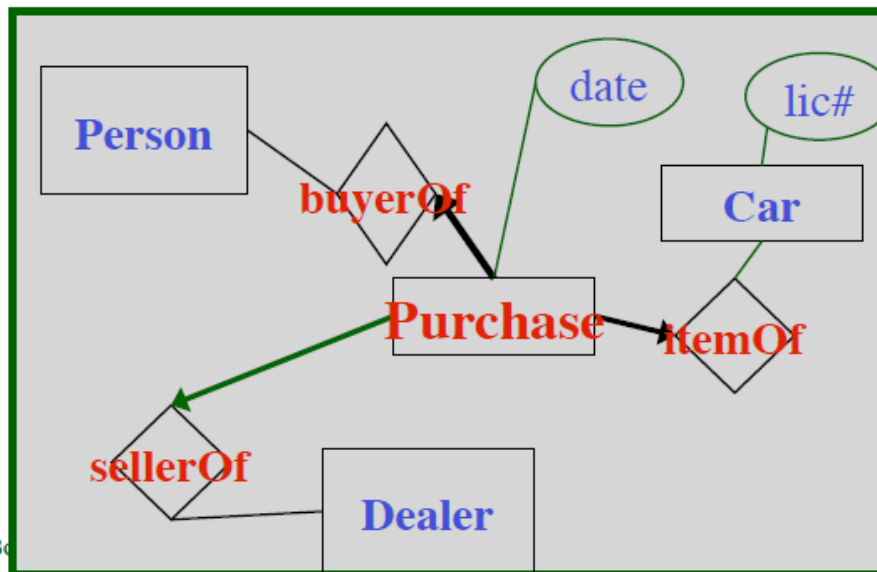 date
lic#
Person
buyerOf
Car
Purchase
itemOf
sellerOf
Dealer